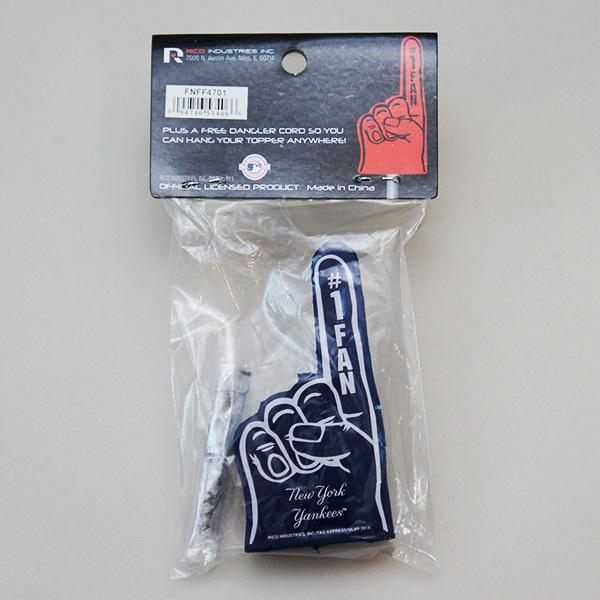 R
RICO INDUSTRIES INC
7000 N. Austin Ave. Niles, IL 60714
FNFF4701
PLUS A FREE DANGLER CORD SO YOU
CAN HANG YOUR TOPPER ANYWHERE!
OFFICIAL LICENSED PRODUCT Made in China
#1 FAN
#1 FAN
New York
Yankees™